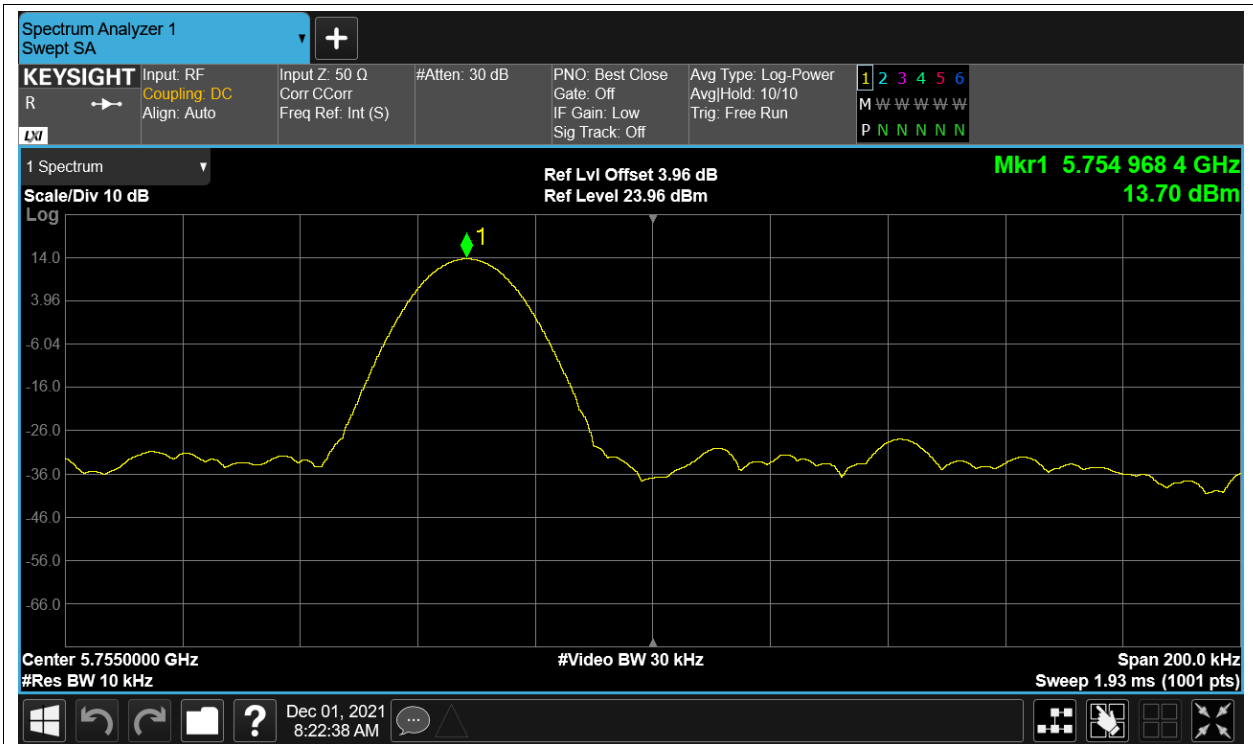 Spectrum Analyzer 1
Swept SA
KEYSIGHT
R
LXI
Input: RF
Coupling: DC
Align: Auto
Input Z: 50 Ω
Corr CCorr
Freq Ref: Int (S)
#Atten: 30 dB
PNO: Best Close
Gate: Off
IF Gain: Low
Sig Track: Off
Avg Type: Log-Power
Avg|Hold: 10/10
Trig: Free Run
1 2 3 4 5 6
M W W W W W
P N N N N N
1 Spectrum
Scale/Div 10 dB
Log
Ref Lvl Offset 3.96 dB
Ref Level 23.96 dBm
Mkr1 5.754 968 4 GHz
13.70 dBm
1
14.0
3.96
-6.04
-16.0
-26.0
-36.0
-46.0
-56.0
-66.0
Center 5.7550000 GHz
#Res BW 10 kHz
#Video BW 30 kHz
Span 200.0 kHz
Sweep 1.93 ms (1001 pts)
?
Dec 01, 2021
8:22:38 AM